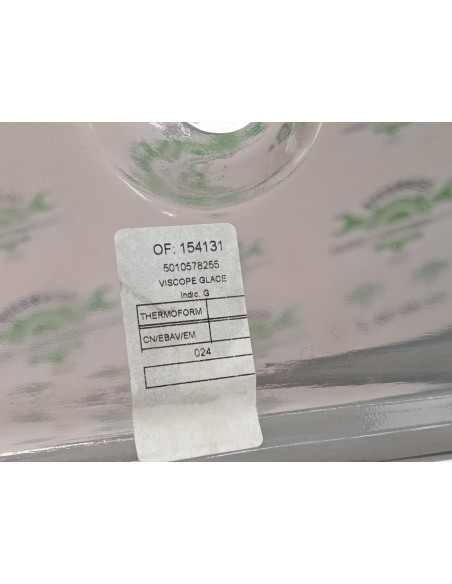 OF: 154131
5010578255
VISCOPE GLACE
Indic. G
THERMOFORM
CN/EBAV/EM
024